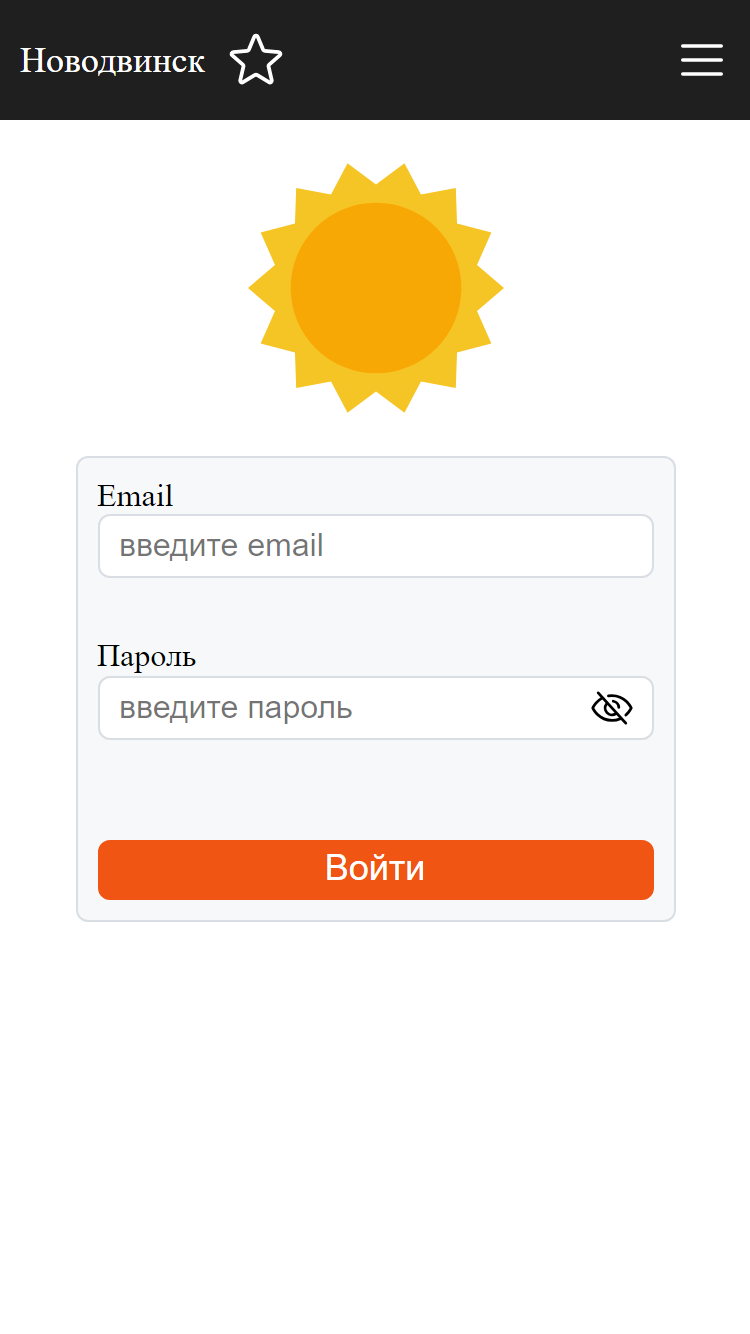 Новодвинск
Email
введите email
Пароль
введите пароль
Войти